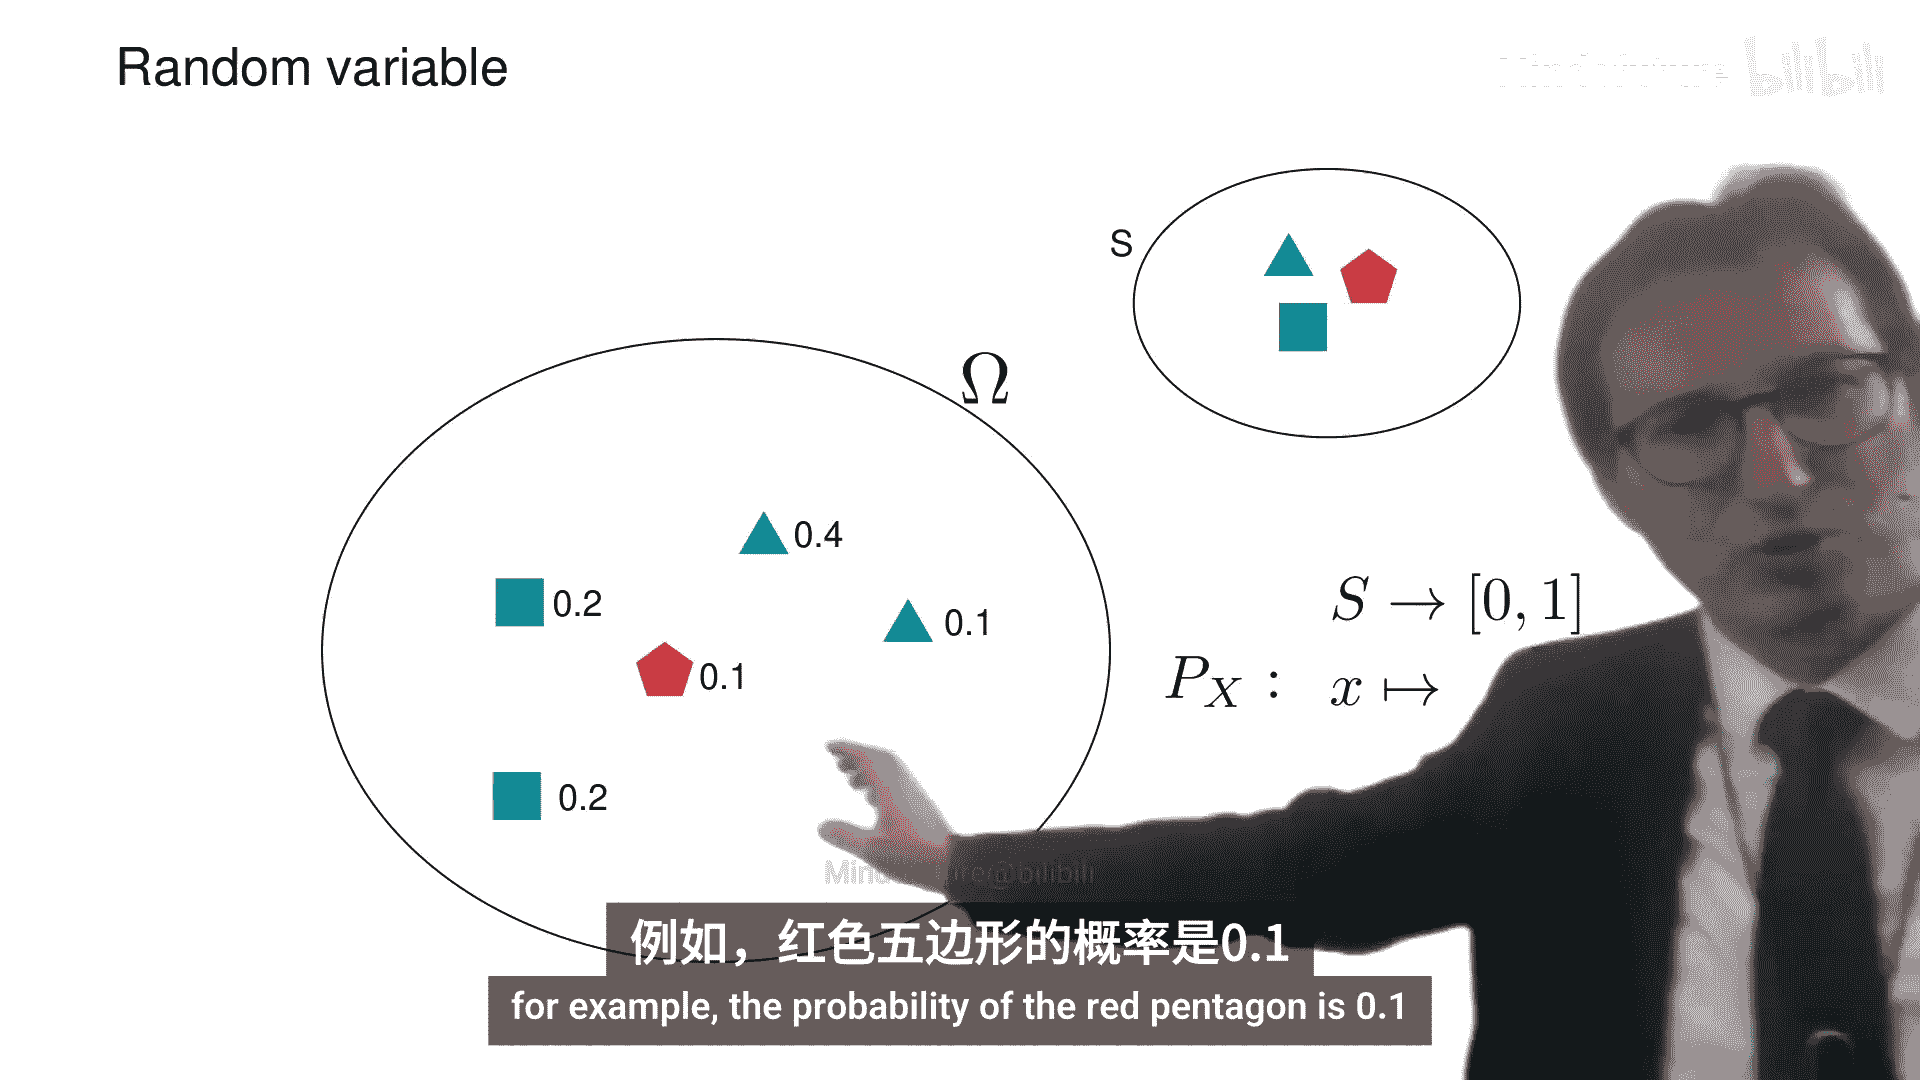 Random variable
bilibili
S
Ω
0.4
0.2
0.1
0.1
0.2
S → [0, 1]
P_X : x ↦
例如，红色五边形的概率是0.1
for example, the probability of the red pentagon is 0.1